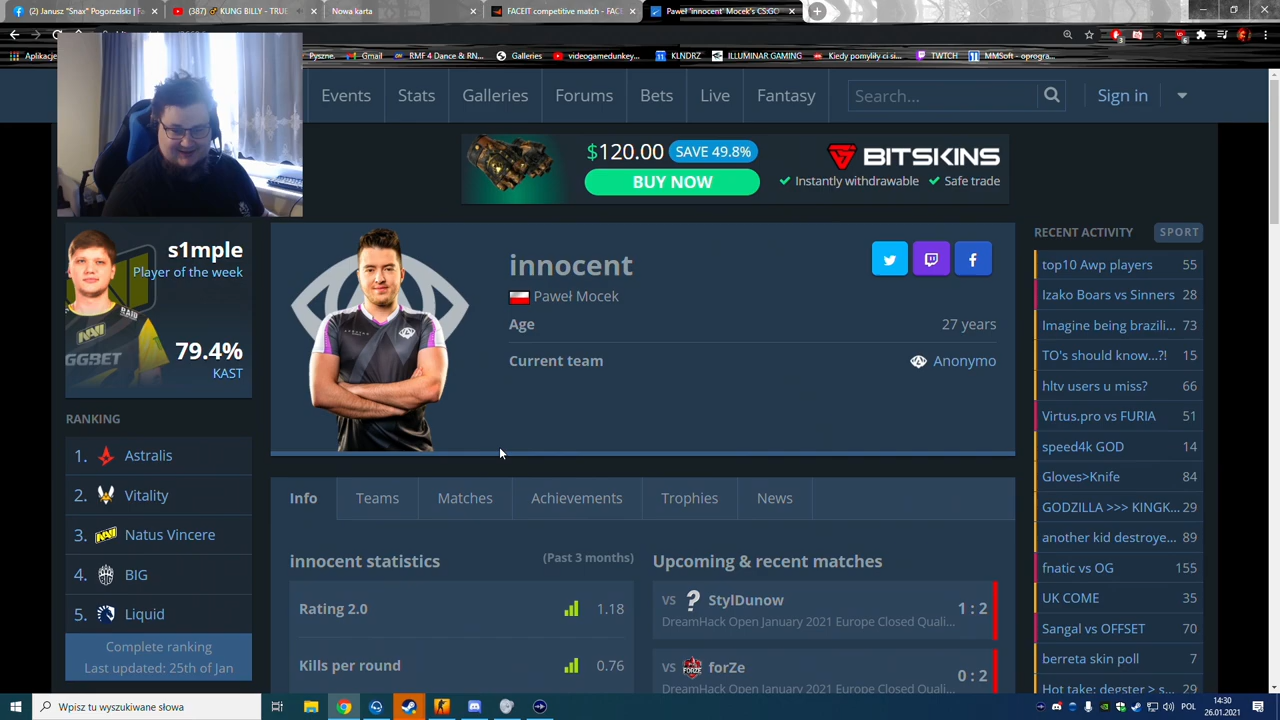 (2) Janusz "Snax" Pogorzelski | Fa
(387) KUNG BILLY - TRUE
Nowa karta
FACEIT competitive match - FACE
Paweł 'innocent' Mocek's CS:GO
Aplikacje
Pyszne
Gmail
RMF 4 Dance & RN...
Galleries
videogamedunkey...
KLNDRZ
ILLUMINAR GAMING
Kiedy pomyliły ci si...
TWTCH
MMSoft - oprogra...
Events
Stats
Galleries
Forums
Bets
Live
Fantasy
Search...
Sign in
$120.00
SAVE 49.8%
BUY NOW
BITSKINS
Instantly withdrawable
Safe trade
s1mple
Player of the week
79.4%
KAST
RANKING
1. Astralis
2. Vitality
3. Natus Vincere
4. BIG
5. Liquid
Complete ranking
Last updated: 25th of Jan
innocent
Paweł Mocek
Age
27 years
Current team
Anonymo
Info
Teams
Matches
Achievements
Trophies
News
innocent statistics
(Past 3 months)
Rating 2.0
1.18
Kills per round
0.76
Upcoming & recent matches
VS ? StylDunow
1 : 2
DreamHack Open January 2021 Europe Closed Quali...
VS forZe
0 : 2
DreamHack Open January 2021 Europe Closed Quali...
RECENT ACTIVITY
SPORT
top10 Awp players 55
Izako Boars vs Sinners 28
Imagine being brazili... 73
TO's should know...?! 15
hltv users u miss? 66
Virtus.pro vs FURIA 51
speed4k GOD 14
Gloves>Knife 84
GODZILLA >>> KINGK... 29
another kid destroye... 89
fnatic vs OG 155
UK COME 35
Sangal vs OFFSET 70
berreta skin poll 7
Hot take: degster > s... 29
Wpisz tu wyszukiwane słowa
POL
14:30
26.01.2021